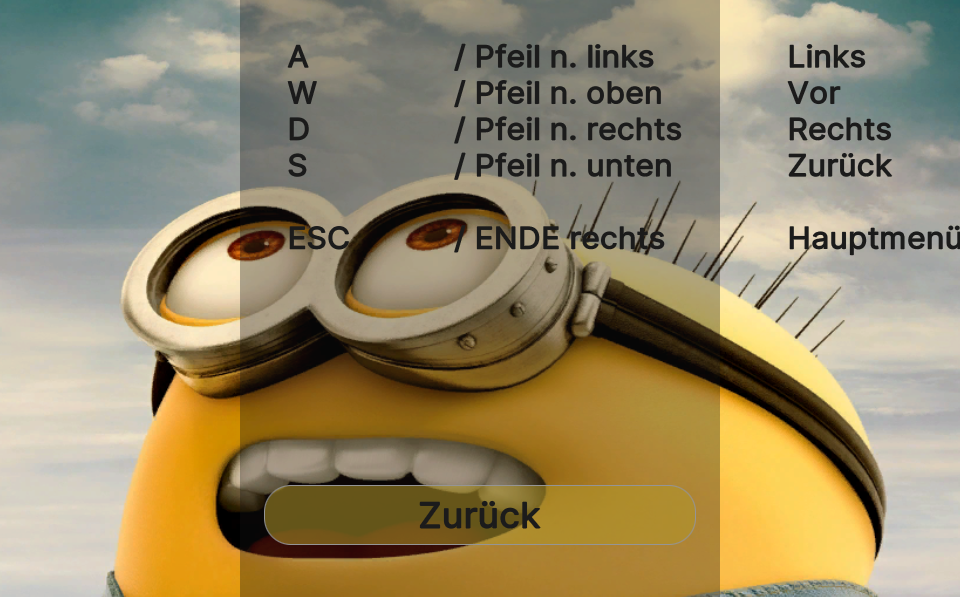 A / Pfeil n. links Links
W / Pfeil n. oben Vor
D / Pfeil n. rechts Rechts
S / Pfeil n. unten Zurück
ESC / ENDE rechts Hauptmenü
Zurück